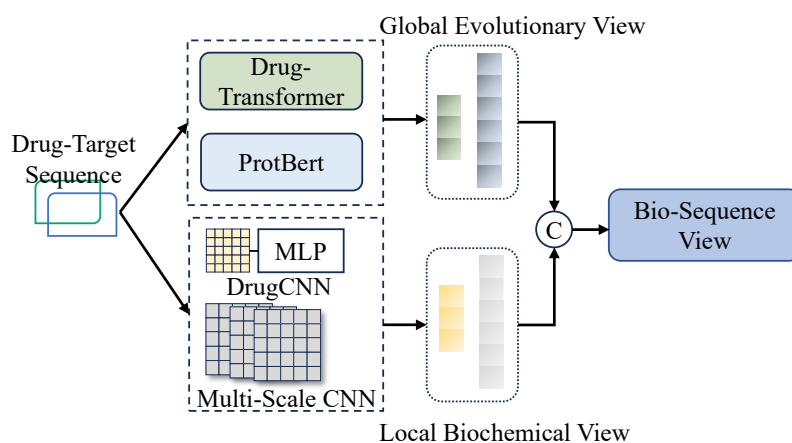 Global Evolutionary View
Drug-
Transformer
ProtBert
Drug-Target
Sequence
MLP
DrugCNN
Multi-Scale CNN
C
Bio-Sequence
View
Local Biochemical View